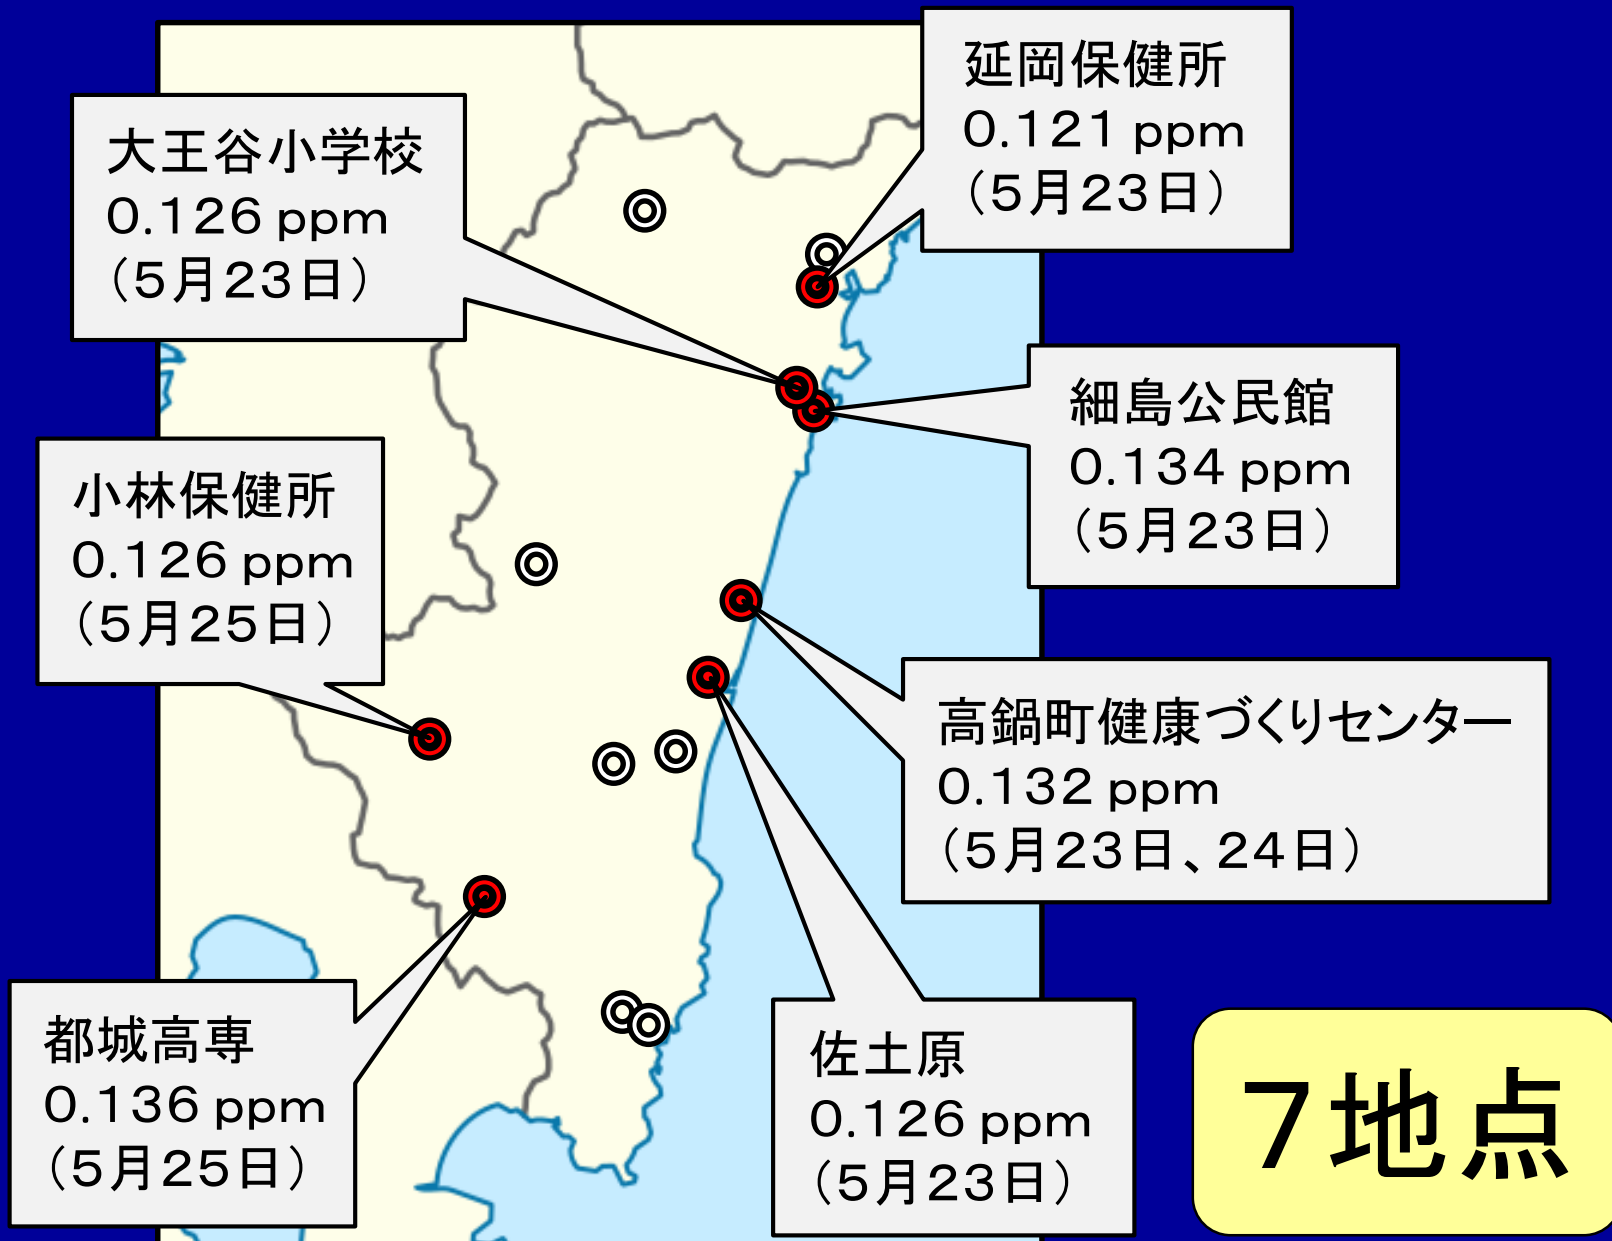 延岡保健所
0.121 ppm
（5月23日）
大王谷小学校
0.126 ppm
（5月23日）
細島公民館
0.134 ppm
（5月23日）
小林保健所
0.126 ppm
（5月25日）
高鍋町健康づくりセンター
0.132 ppm
（5月23日、24日）
都城高専
0.136 ppm
（5月25日）
佐土原
0.126 ppm
（5月23日）
7地点